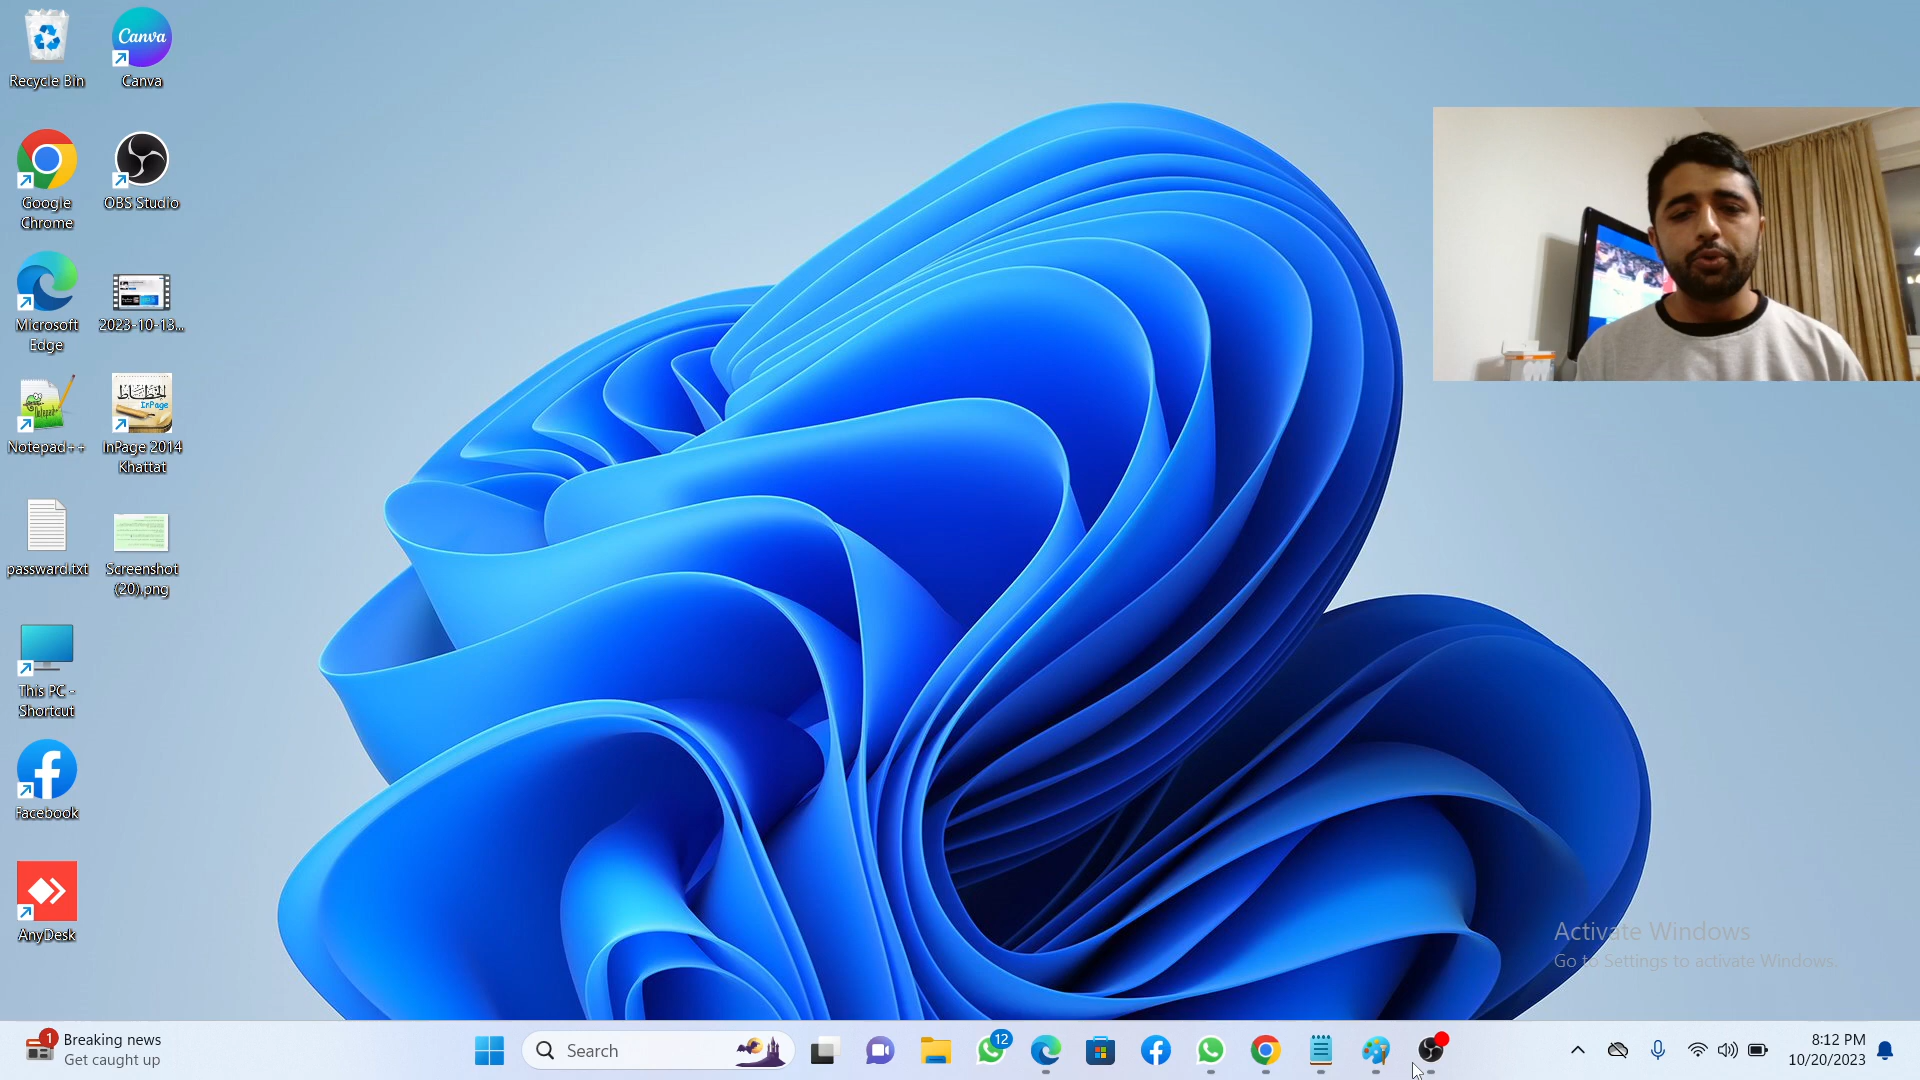 Recycle Bin
Canva
Canva
Google
Chrome
OBS Studio
Microsoft
Edge
2023-10-13...
Notepad++
InPage
InPage 2014
Khattat
passward.txt
Screenshot
(20).png
This PC -
Shortcut
Facebook
AnyDesk
Activate Windows
Go to Settings to activate Windows.
1
Breaking news
Get caught up
Search
12
8:12 PM
10/20/2023